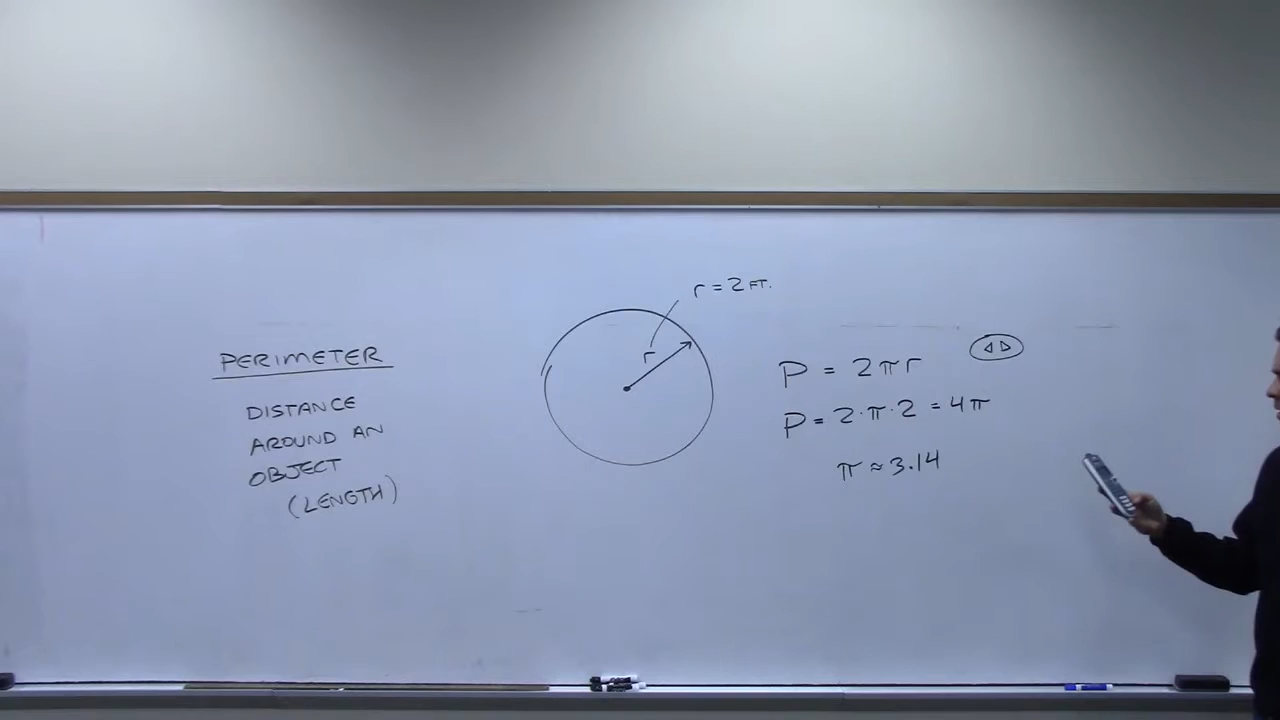 PERIMETER
DISTANCE
AROUND AN
OBJECT
(LENGTH)
r = 2 FT.
r
P = 2πr
P = 2·π·2 = 4π
π ≈ 3.14